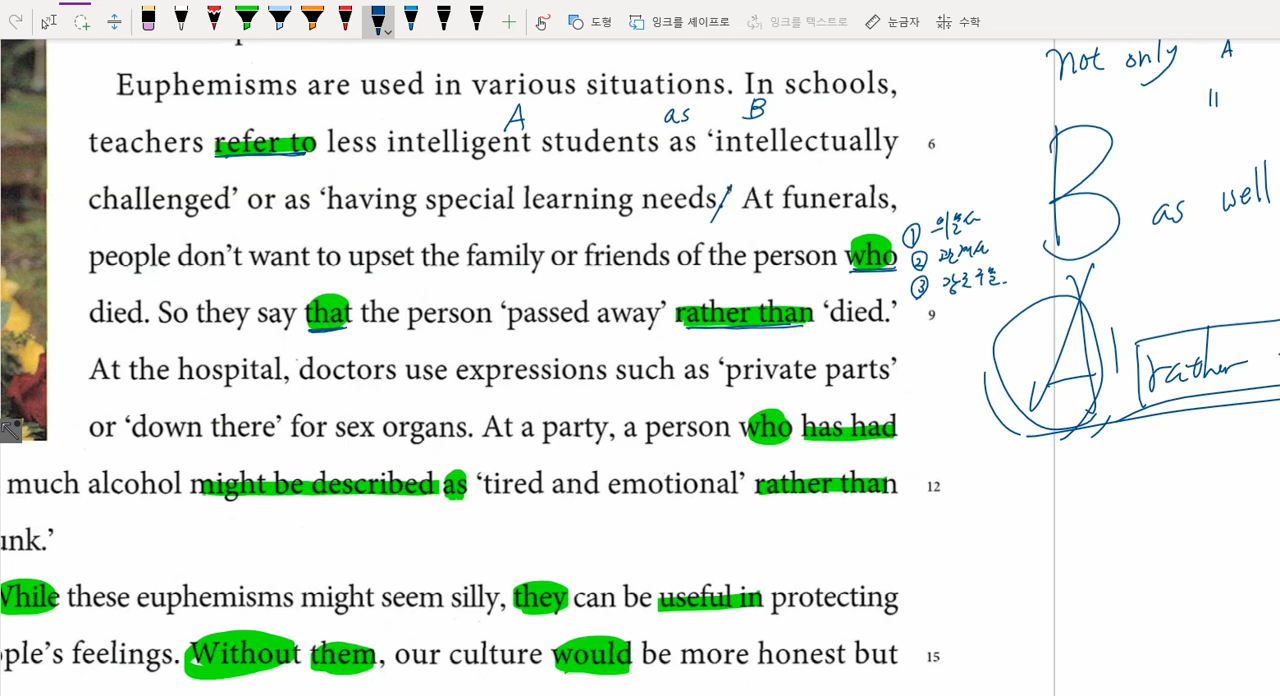 도형
잉크를 셰이프로
잉크를 텍스트로
눈금자
수학
Euphemisms are used in various situations. In schools,
A as B
teachers refer to less intelligent students as ‘intellectually 6
challenged’ or as ‘having special learning needs.’ At funerals,
people don’t want to upset the family or friends of the person who
died. So they say that the person ‘passed away’ rather than ‘died.’ 9
At the hospital, doctors use expressions such as ‘private parts’
or ‘down there’ for sex organs. At a party, a person who has had
much alcohol might be described as ‘tired and emotional’ rather than 12
unk.’
While these euphemisms might seem silly, they can be useful in protecting
ple’s feelings. Without them, our culture would be more honest but 15
not only A
||
B as well
① 의
②
③ 강조구문.
A rather